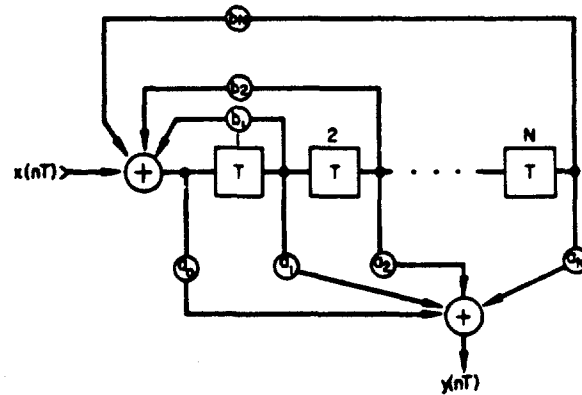 bN
b2
b1
2
N
x(nT)
+
T
T
. . . .
T
a0
a1
a2
aN
+
y(nT)